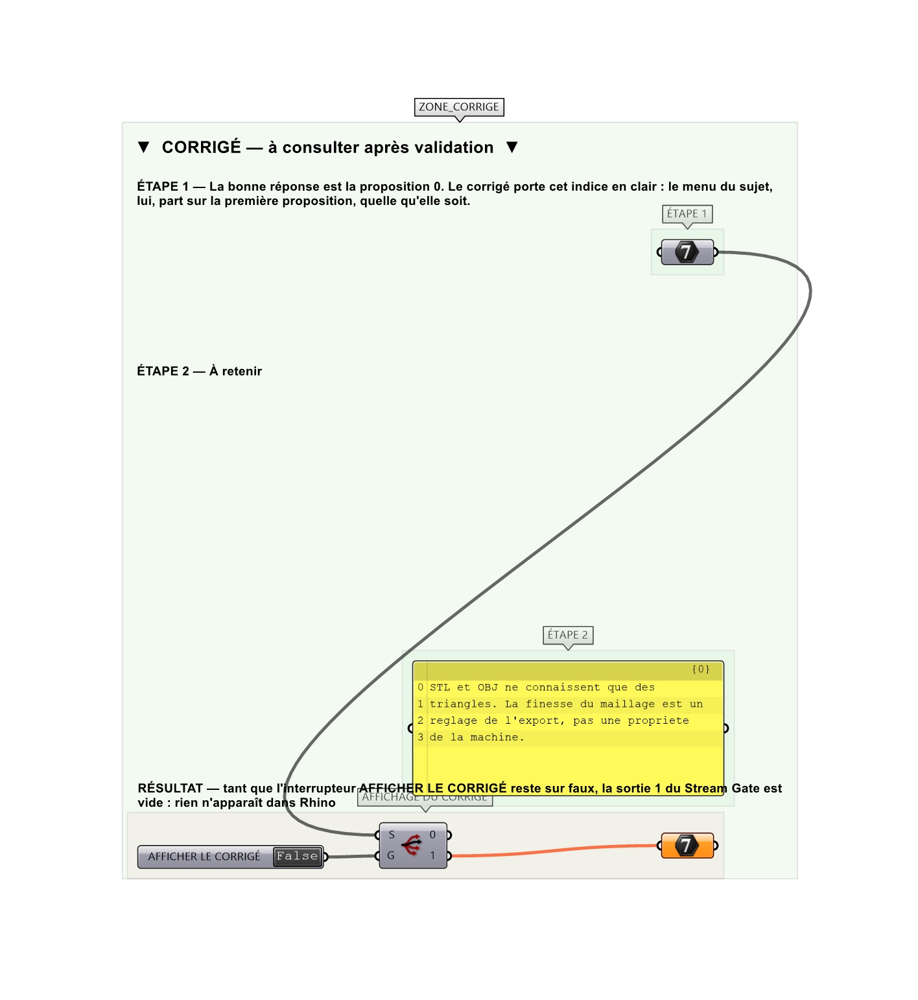 ZONE_CORRIGE
▼ CORRIGÉ — à consulter après validation ▼
ÉTAPE 1 — La bonne réponse est la proposition 0. Le corrigé porte cet indice en clair : le menu du sujet,
lui, part sur la première proposition, quelle qu'elle soit.
ÉTAPE 1
7
ÉTAPE 2 — À retenir
ÉTAPE 2
{0}
0 STL et OBJ ne connaissent que des
1 triangles. La finesse du maillage est un
2 reglage de l'export, pas une propriete
3 de la machine.
RÉSULTAT — tant que l'interrupteur AFFICHER LE CORRIGÉ reste sur faux, la sortie 1 du Stream Gate est
vide : rien n'apparaît dans Rhino
AFFICHAGE DU CORRIGÉ
S 0
G 1
AFFICHER LE CORRIGÉ False
7